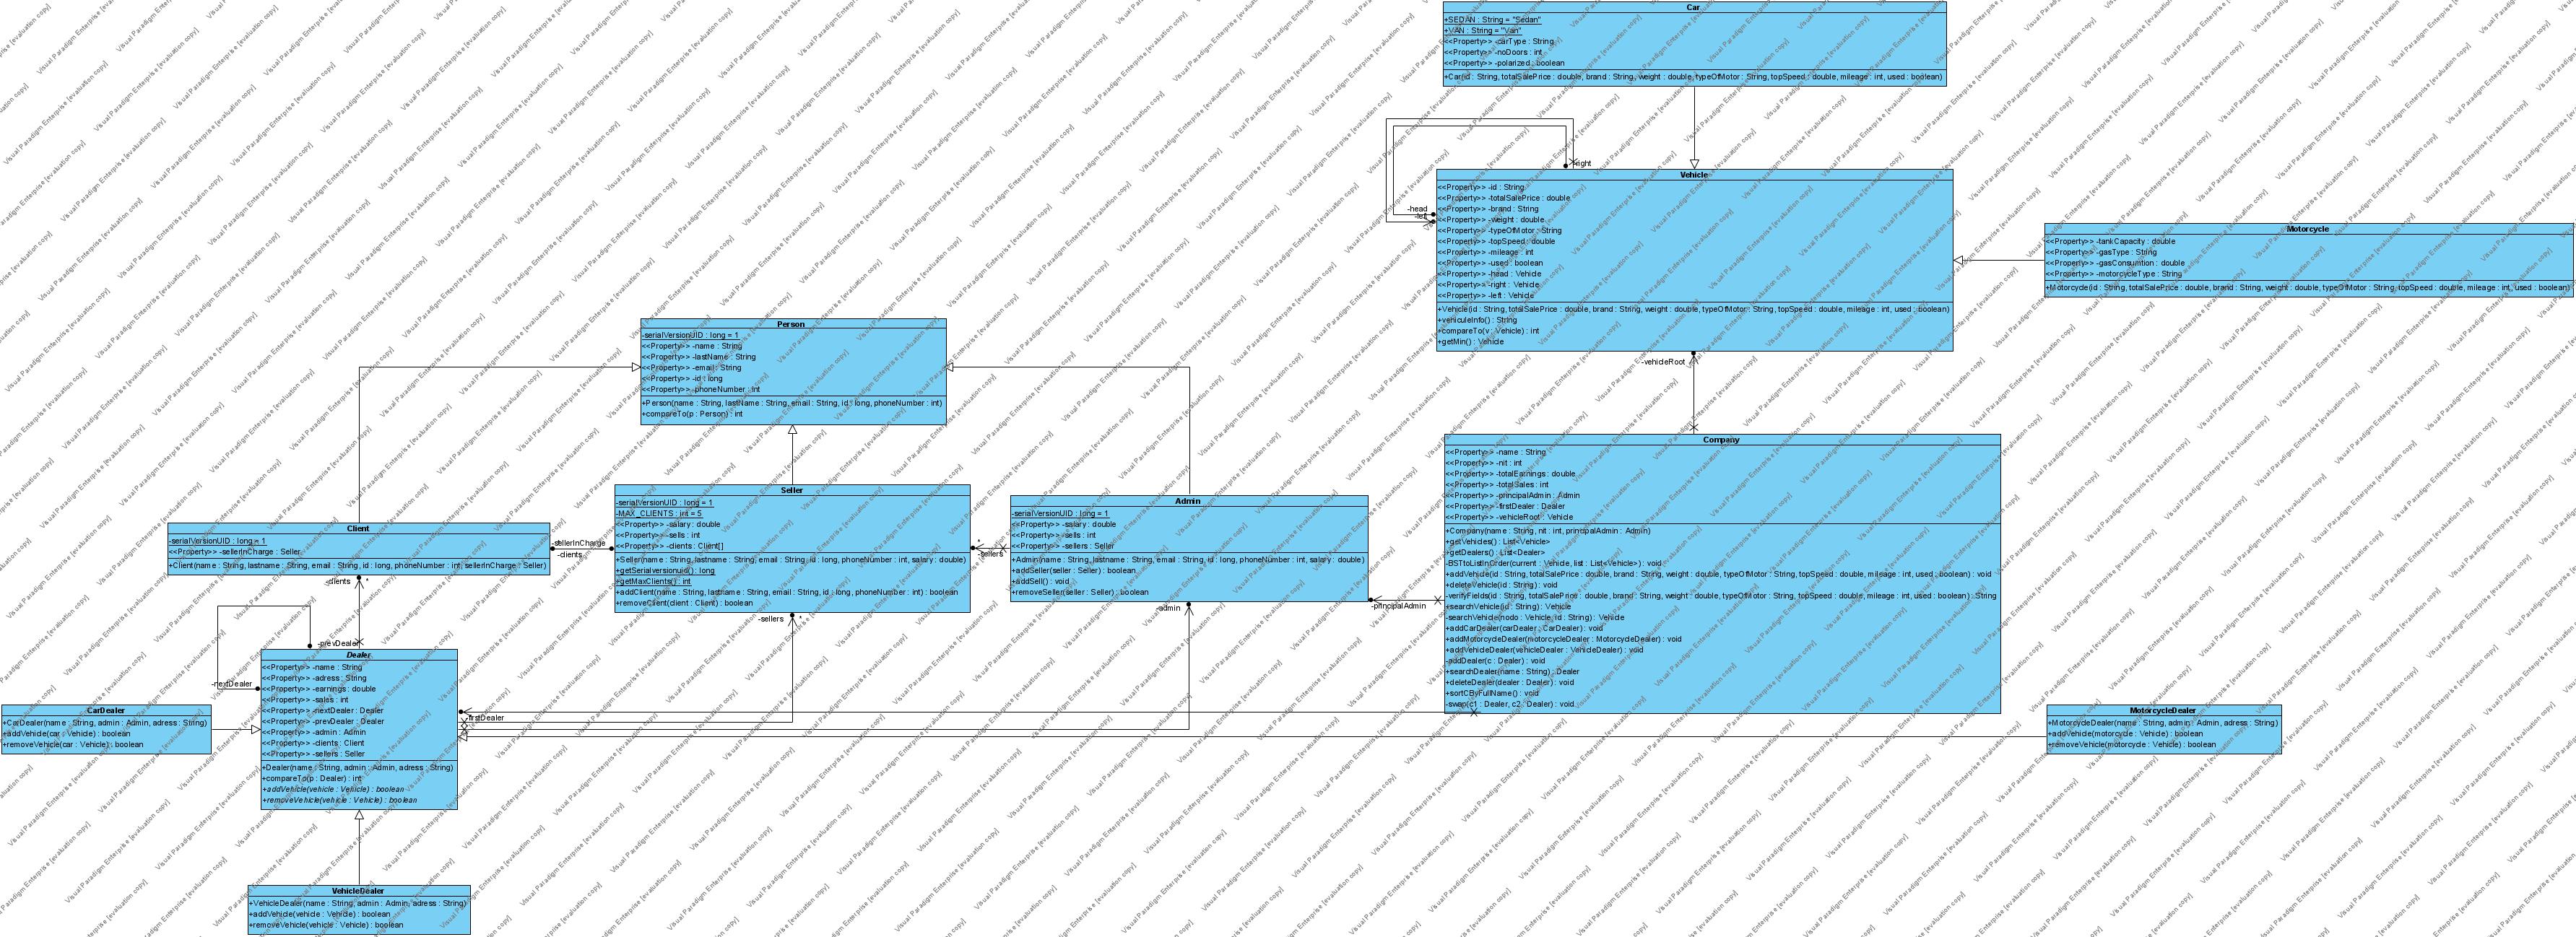 Car
+SEDAN : String = "Sedan"
+VAN : String = "Van"
<<Property>> -carType : String
<<Property>> -noDoors : int
<<Property>> -polarized : boolean
+Car(id : String, totalSalePrice : double, brand : String, weight : double, typeOfMotor : String, topSpeed : double, mileage : int, used : boolean)
-right
Vehicle
<<Property>> -id : String
<<Property>> -totalSalePrice : double
<<Property>> -brand : String
<<Property>> -weight : double
<<Property>> -typeOfMotor : String
<<Property>> -topSpeed : double
<<Property>> -mileage : int
<<Property>> -used : boolean
<<Property>> -head : Vehicle
<<Property>> -right : Vehicle
<<Property>> -left : Vehicle
+Vehicle(id : String, totalSalePrice : double, brand : String, weight : double, typeOfMotor : String, topSpeed : double, mileage : int, used : boolean)
+vehiculeInfo() : String
+compareTo(v : Vehicle) : int
+getMin() : Vehicle
-head
-left
-vehicleRoot
Motorcycle
<<Property>> -tankCapacity : double
<<Property>> -gasType : String
<<Property>> -gasConsumtion : double
<<Property>> -motorcycleType : String
+Motorcycle(id : String, totalSalePrice : double, brand : String, weight : double, typeOfMotor : String, topSpeed : double, mileage : int, used : boolean)
Person
-serialVersionUID : long = 1
<<Property>> -name : String
<<Property>> -lastName : String
<<Property>> -email : String
<<Property>> -id : long
<<Property>> -phoneNumber : int
+Person(name : String, lastName : String, email : String, id : long, phoneNumber : int)
+compareTo(p : Person) : int
Company
<<Property>> -name : String
<<Property>> -nit : int
<<Property>> -totalEarnings : double
<<Property>> -totalSales : int
<<Property>> -principalAdmin : Admin
<<Property>> -firstDealer : Dealer
<<Property>> -vehicleRoot : Vehicle
+Company(name : String, nit : int, principalAdmin : Admin)
+getVehicles() : List<Vehicle>
+getDealers() : List<Dealer>
-BSTtoListInOrder(current : Vehicle, list : List<Vehicle>) : void
+addVehicle(id : String, totalSalePrice : double, brand : String, weight : double, typeOfMotor : String, topSpeed : double, mileage : int, used : boolean) : void
+deleteVehicle(id : String) : void
-verifyFields(id : String, totalSalePrice : double, brand : String, weight : double, typeOfMotor : String, topSpeed : double, mileage : int, used : boolean) : String
+searchVehicle(id : String) : Vehicle
-searchVehicle(nodo : Vehicle, id : String) : Vehicle
+addCarDealer(carDealer : CarDealer) : void
+addMotorcycleDealer(motorcycleDealer : MotorcycleDealer) : void
+addVehicleDealer(vehicleDealer : VehicleDealer) : void
-addDealer(c : Dealer) : void
+searchDealer(name : String) : Dealer
+deleteDealer(dealer : Dealer) : void
+sortCByFullName() : void
-swap(c1 : Dealer, c2 : Dealer) : void
Seller
-serialVersionUID : long = 1
-MAX_CLIENTS : int = 5
<<Property>> -salary : double
<<Property>> -sells : int
<<Property>> -clients : Client[]
+Seller(name : String, lastname : String, email : String, id : long, phoneNumber : int, salary : double)
+getSerialversionuid() : long
+getMaxClients() : int
+addClient(name : String, lastname : String, email : String, id : long, phoneNumber : int) : boolean
+removeClient(client : Client) : boolean
Admin
-serialVersionUID : long = 1
<<Property>> -salary : double
<<Property>> -sells : int
<<Property>> -sellers : Seller
+Admin(name : String, lastname : String, email : String, id : long, phoneNumber : int, salary : double)
+addSeller(seller : Seller) : boolean
+addSell() : void
+removeSeller(seller : Seller) : boolean
Client
-serialVersionUID : long = 1
<<Property>> -sellerInCharge : Seller
+Client(name : String, lastname : String, email : String, id : long, phoneNumber : int, sellerInCharge : Seller)
-sellerInCharge
-clients
*
-sellers
-principalAdmin
-clients
*
-admin
-sellers
*
-prevDealer
-nextDealer
-firstDealer
Dealer
<<Property>> -name : String
<<Property>> -adress : String
<<Property>> -earnings : double
<<Property>> -sales : int
<<Property>> -nextDealer : Dealer
<<Property>> -prevDealer : Dealer
<<Property>> -admin : Admin
<<Property>> -clients : Client
<<Property>> -sellers : Seller
+Dealer(name : String, admin : Admin, adress : String)
+compareTo(p : Dealer) : int
+addVehicle(vehicle : Vehicle) : boolean
+removeVehicle(vehicle : Vehicle) : boolean
CarDealer
+CarDealer(name : String, admin : Admin, adress : String)
+addVehicle(car : Vehicle) : boolean
+removeVehicle(car : Vehicle) : boolean
MotorcycleDealer
+MotorcycleDealer(name : String, admin : Admin, adress : String)
+addVehicle(motorcycle : Vehicle) : boolean
+removeVehicle(motorcycle : Vehicle) : boolean
VehicleDealer
+VehicleDealer(name : String, admin : Admin, adress : String)
+addVehicle(vehicle : Vehicle) : boolean
+removeVehicle(vehicle : Vehicle) : boolean
Visual Paradigm Enterprise [evaluation copy]